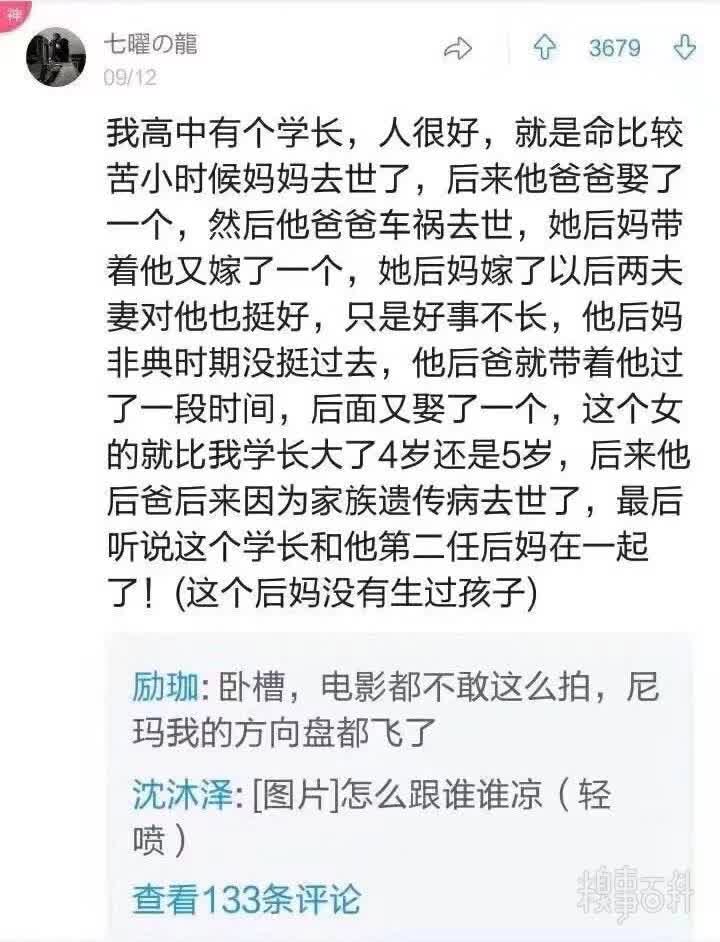 神
七曜の龍
3679
09/12
我高中有个学长，人很好，就是命比较
苦小时候妈妈去世了，后来他爸爸娶了
一个，然后他爸爸车祸去世，她后妈带
着他又嫁了一个，她后妈嫁了以后两夫
妻对他也挺好，只是好事不长，他后妈
非典时期没挺过去，他后爸就带着他过
了一段时间，后面又娶了一个，这个女
的就比我学长大了4岁还是5岁，后来他
后爸后来因为家族遗传病去世了，最后
听说这个学长和他第二任后妈在一起
了！(这个后妈没有生过孩子)
励珈: 卧槽，电影都不敢这么拍，尼
玛我的方向盘都飞了
沈沐泽: [图片]怎么跟谁谁凉（轻
喷）
查看133条评论
糗事百科